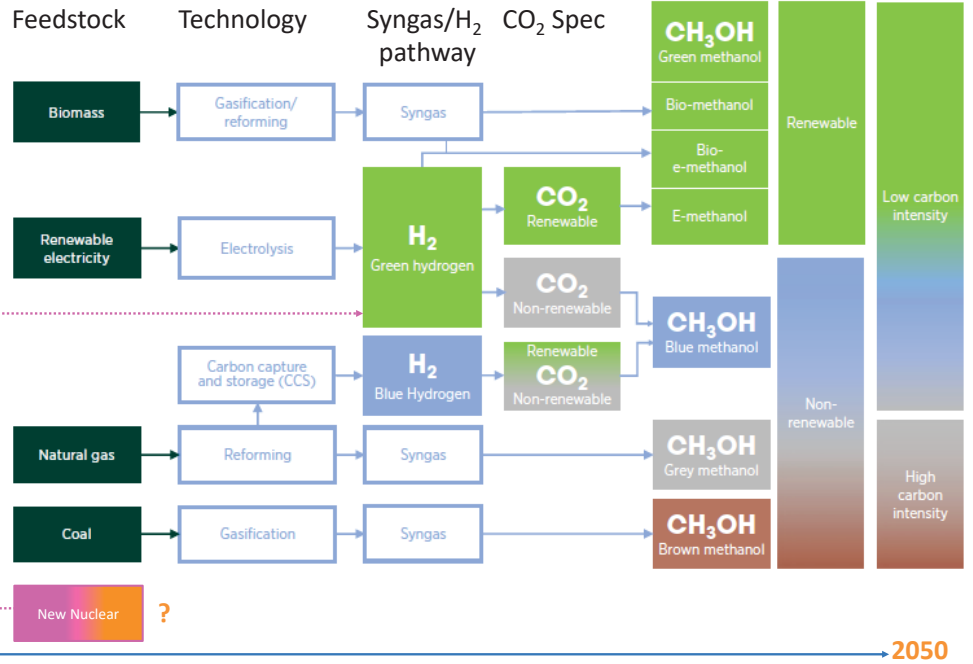 Feedstock
Technology
Syngas/H₂
pathway
CO₂ Spec
CH₃OH
Green methanol
Biomass
Gasification/
reforming
Syngas
Bio-methanol
Renewable
Bio-
e-methanol
Low carbon
intensity
Renewable
electricity
Electrolysis
H₂
Green hydrogen
CO₂
Renewable
E-methanol
CO₂
Non-renewable
CH₃OH
Blue methanol
Carbon capture
and storage (CCS)
H₂
Blue Hydrogen
Renewable
CO₂
Non-renewable
Non-
renewable
Natural gas
Reforming
Syngas
CH₃OH
Grey methanol
High
carbon
intensity
Coal
Gasification
Syngas
CH₃OH
Brown methanol
New Nuclear
?
2050